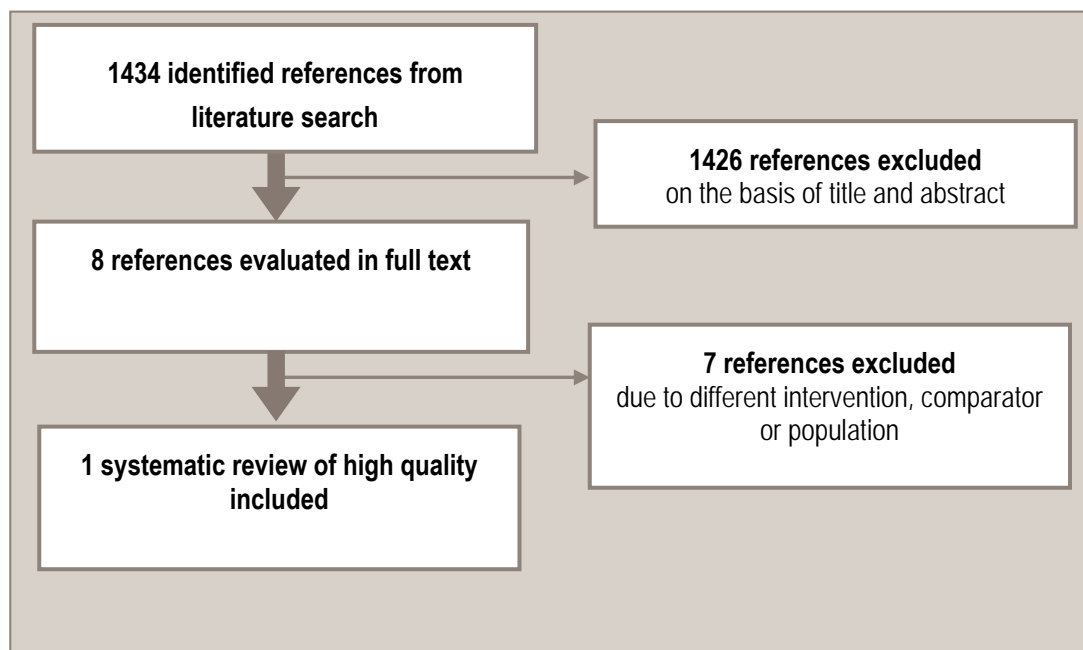 1434 identified references from
literature search
1426 references excluded
on the basis of title and abstract
8 references evaluated in full text
7 references excluded
due to different intervention, comparator
or population
1 systematic review of high quality
included